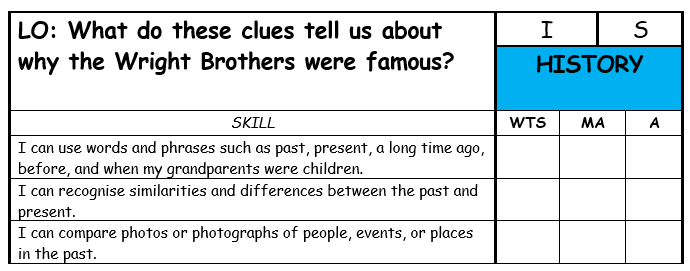 LO: What do these clues tell us about
why the Wright Brothers were famous?
I S
HISTORY
SKILL WTS MA A
I can use words and phrases such as past, present, a long time ago,
before, and when my grandparents were children.
I can recognise similarities and differences between the past and
present.
I can compare photos or photographs of people, events, or places
in the past.